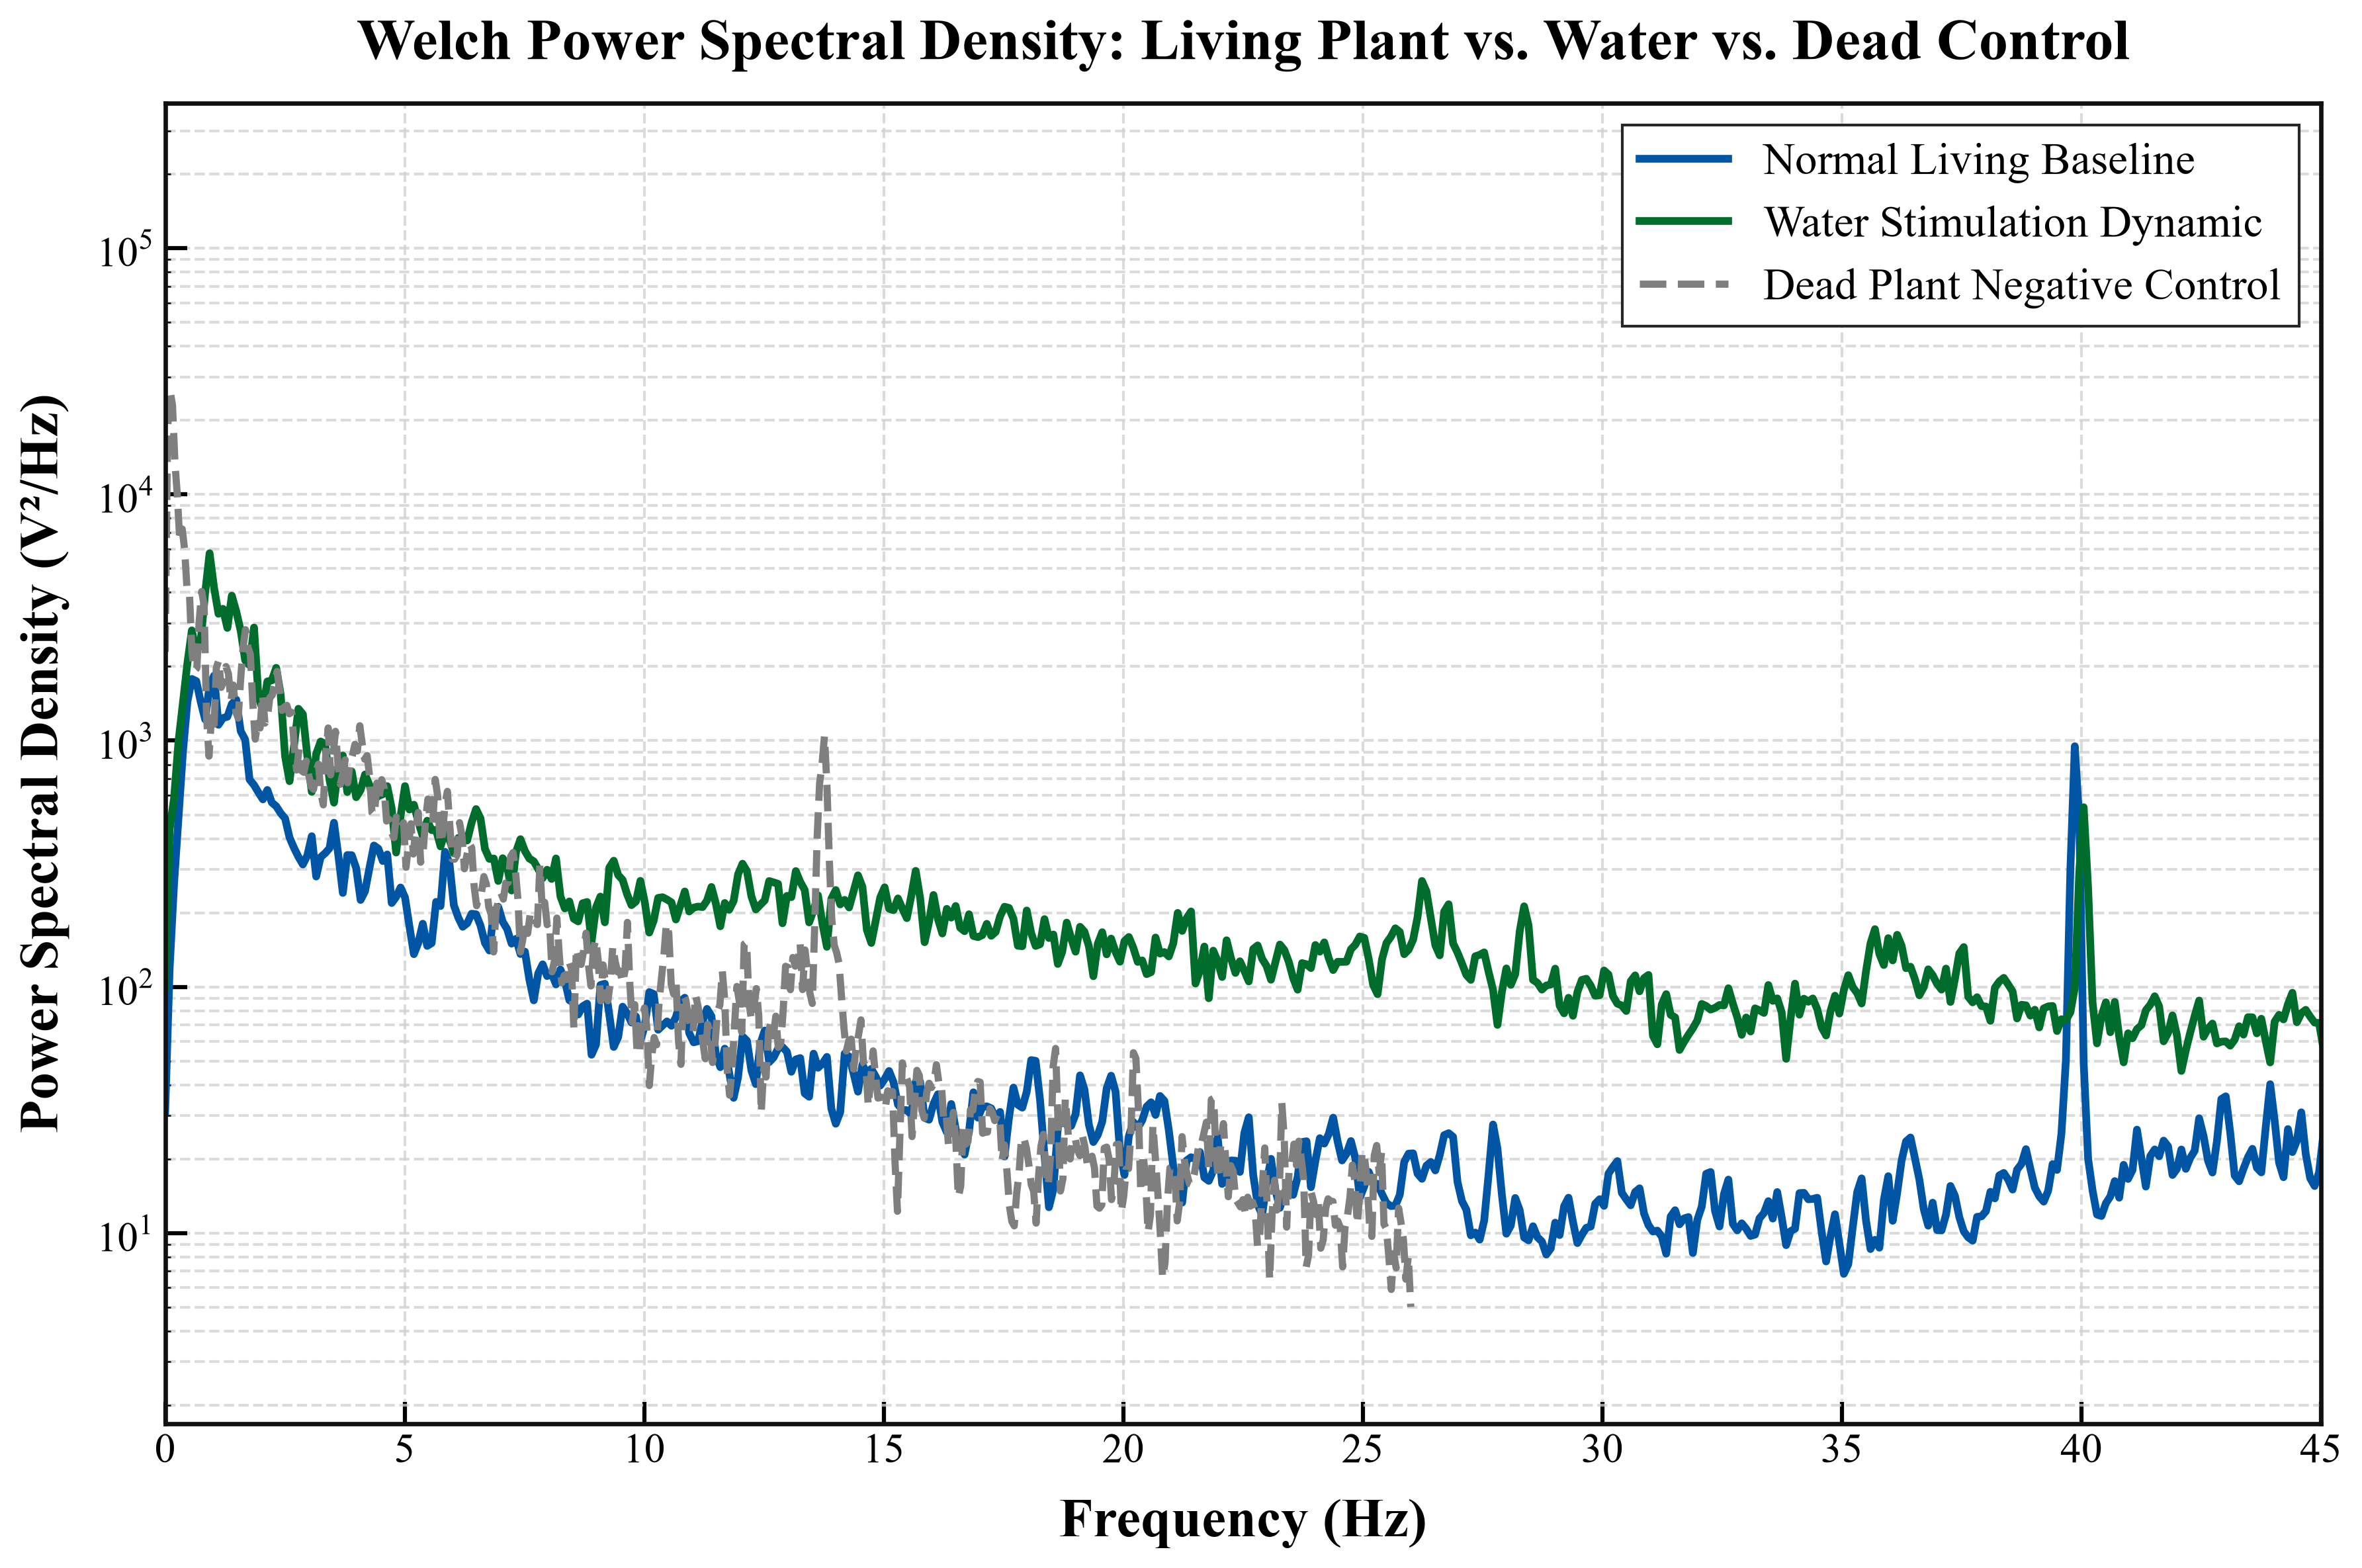 Welch Power Spectral Density: Living Plant vs. Water vs. Dead Control
Normal Living Baseline
Water Stimulation Dynamic
Dead Plant Negative Control
Power Spectral Density (V²/Hz)
10⁵
10⁴
10³
10²
10¹
0 5 10 15 20 25 30 35 40 45
Frequency (Hz)